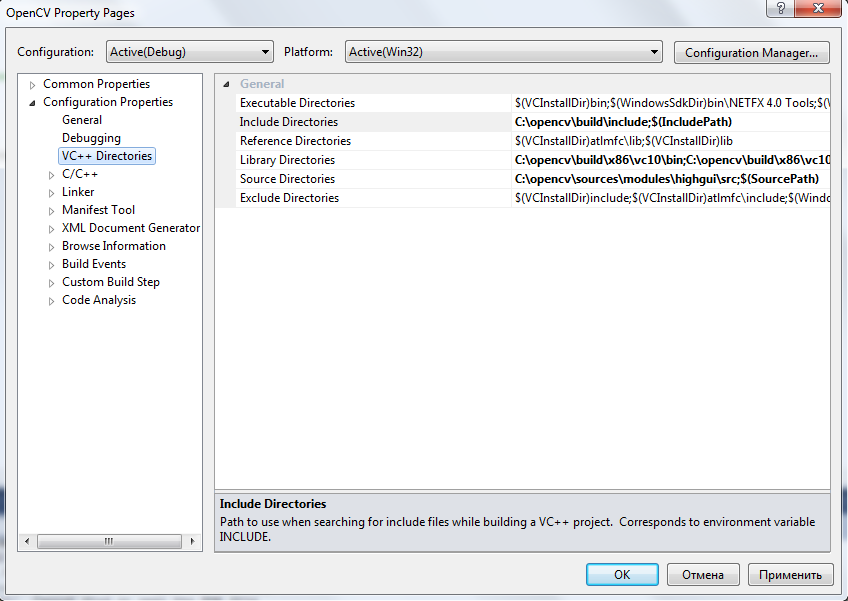 OpenCV Property Pages
Configuration: Active(Debug) Platform: Active(Win32) Configuration Manager...
Common Properties
Configuration Properties
General
Debugging
VC++ Directories
C/C++
Linker
Manifest Tool
XML Document Generator
Browse Information
Build Events
Custom Build Step
Code Analysis
General
Executable Directories $(VCInstallDir)bin;$(WindowsSdkDir)bin\NETFX 4.0 Tools;$(V
Include Directories C:\opencv\build\include;$(IncludePath)
Reference Directories $(VCInstallDir)atlmfc\lib;$(VCInstallDir)lib
Library Directories C:\opencv\build\x86\vc10\bin;C:\opencv\build\x86\vc10
Source Directories C:\opencv\sources\modules\highgui\src;$(SourcePath)
Exclude Directories $(VCInstallDir)include;$(VCInstallDir)atlmfc\include;$(Windo
Include Directories
Path to use when searching for include files while building a VC++ project. Corresponds to environment variable
INCLUDE.
OK Отмена Применить